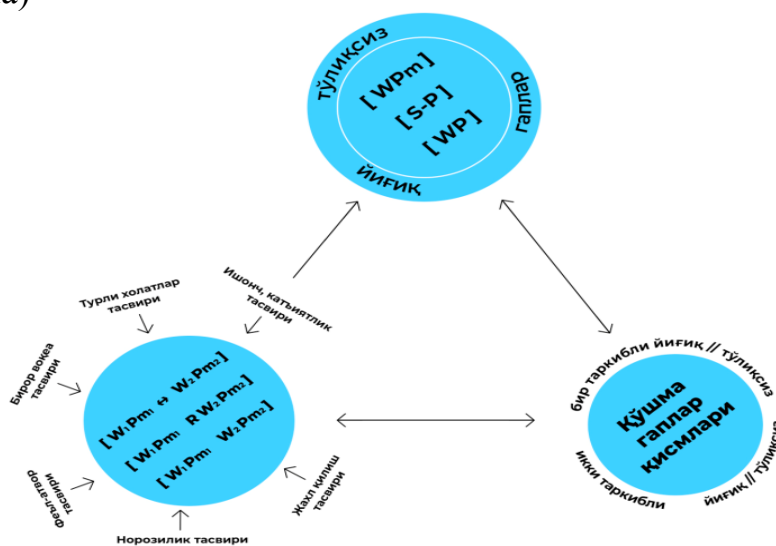 а)
ТЎЛИҚСИЗ
ГАПЛАР
ЙИҒИҚ
[ WPm ]
[ S-P ]
[ WP ]
Турли холатлар
тасвири
Ишонч, катъиятлик
тасвири
Бирор воқеа
тасвири
[ W₁Pm₁ ↔ W₂Pm₂]
[ W₁Pm₁ R W₂Pm₂]
[ W₁Pm₁ W₂Pm₂]
Феъл-атвор
тасвири
Норозилик тасвири
Жахл қилиш
тасвири
бир таркибли йиғиқ // тўлиқсиз
Қўшма
гаплар
қисмлари
икки таркибли
йиғиқ // тўлиқсиз